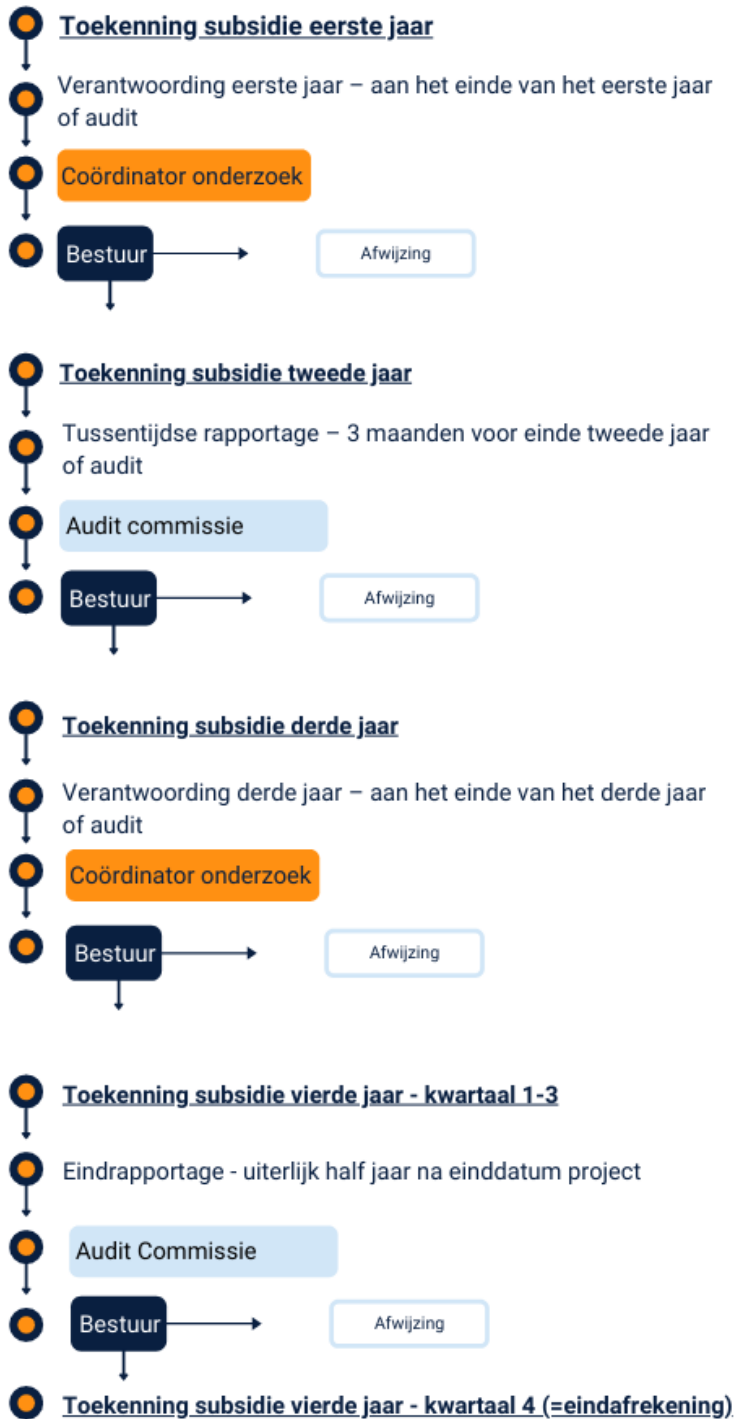 Toekenning subsidie eerste jaar
Verantwoording eerste jaar – aan het einde van het eerste jaar
of audit
Coördinator onderzoek
Bestuur
Afwijzing
Toekenning subsidie tweede jaar
Tussentijdse rapportage – 3 maanden voor einde tweede jaar
of audit
Audit commissie
Bestuur
Afwijzing
Toekenning subsidie derde jaar
Verantwoording derde jaar – aan het einde van het derde jaar
of audit
Coördinator onderzoek
Bestuur
Afwijzing
Toekenning subsidie vierde jaar - kwartaal 1-3
Eindrapportage - uiterlijk half jaar na einddatum project
Audit Commissie
Bestuur
Afwijzing
Toekenning subsidie vierde jaar - kwartaal 4 (=eindafrekening)